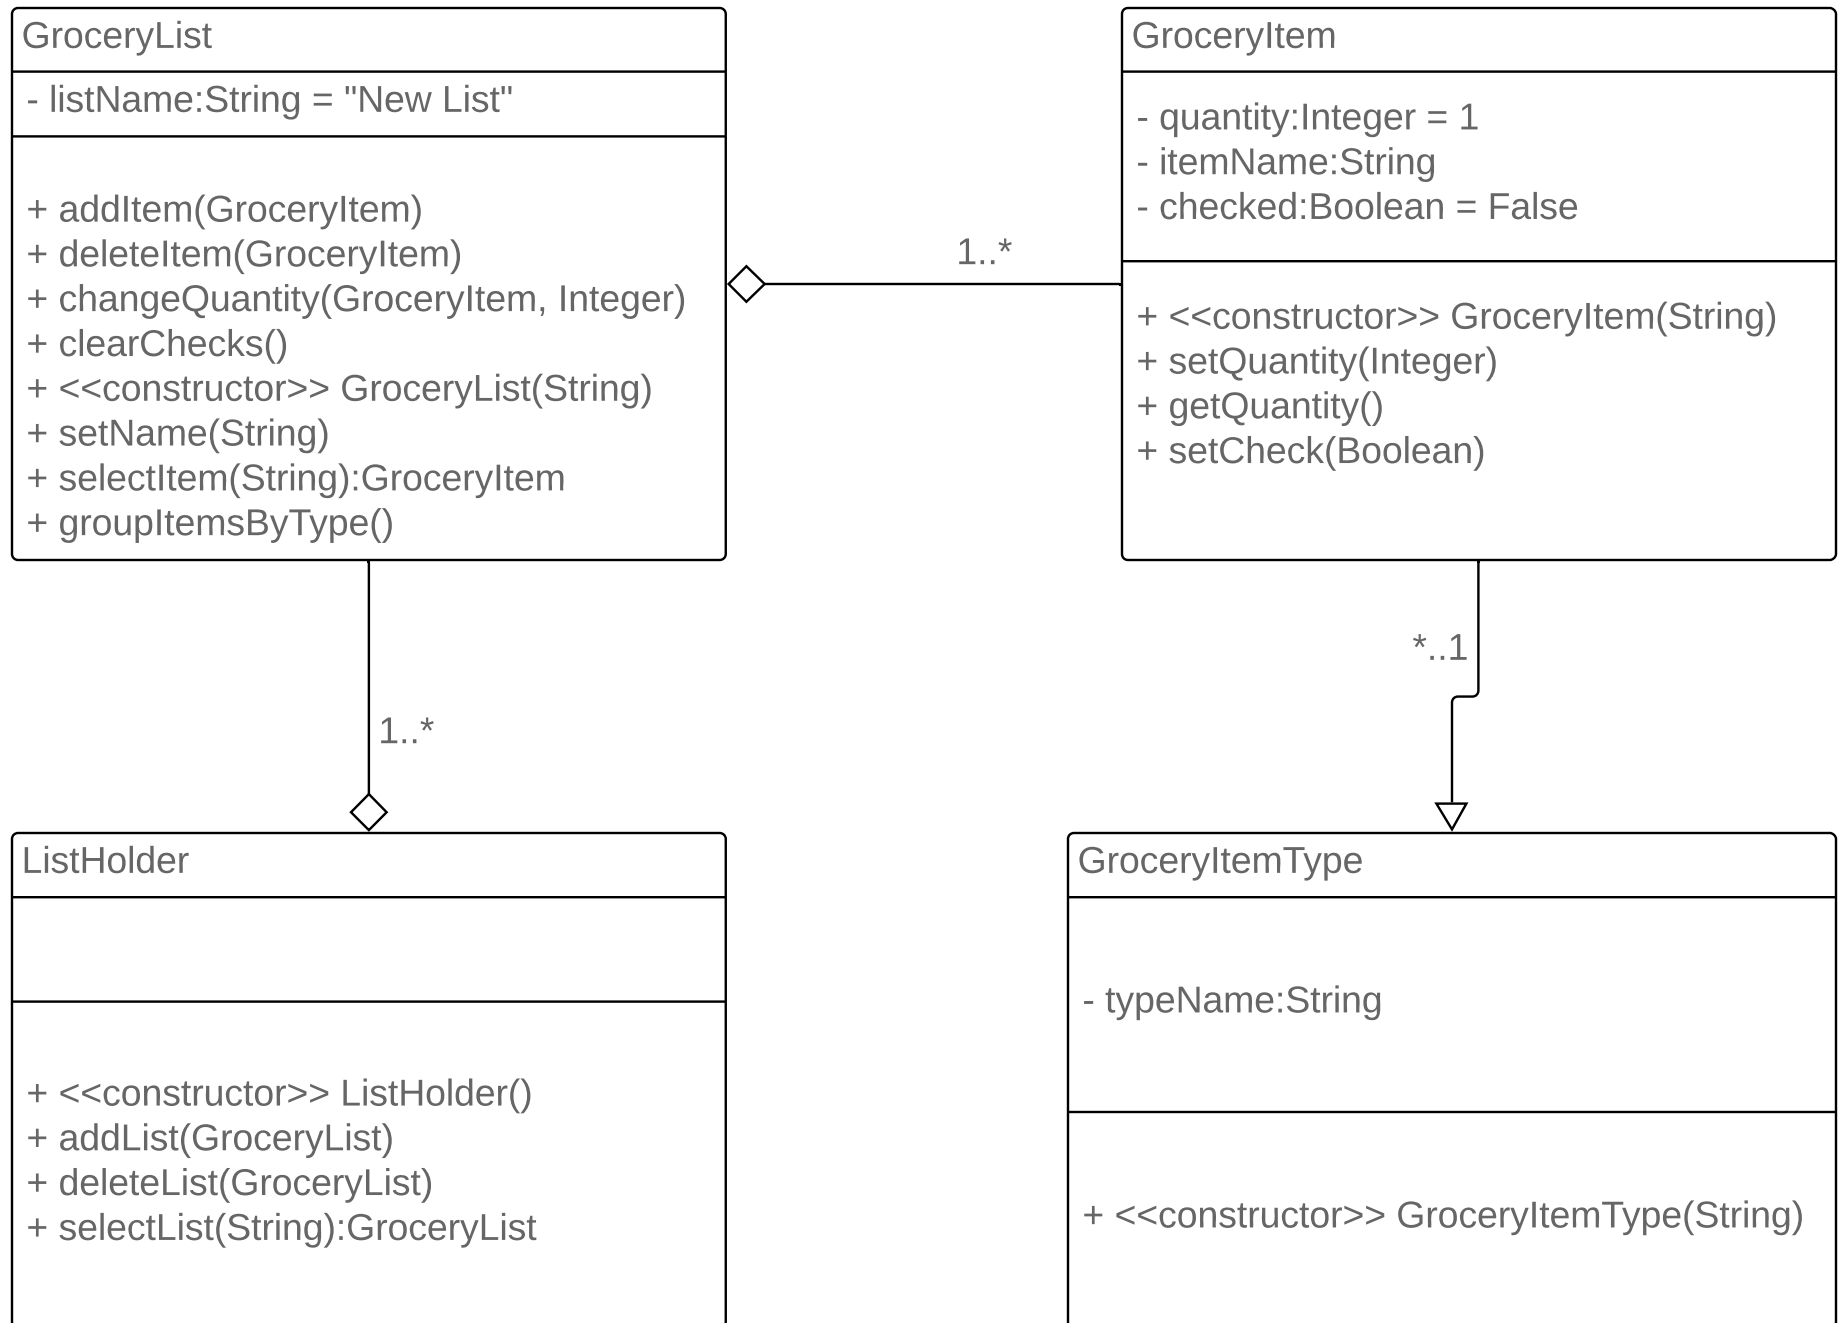 GroceryList
- listName:String = "New List"
+ addItem(GroceryItem)
+ deleteItem(GroceryItem)
+ changeQuantity(GroceryItem, Integer)
+ clearChecks()
+ <<constructor>> GroceryList(String)
+ setName(String)
+ selectItem(String):GroceryItem
+ groupItemsByType()
1..*
GroceryItem
- quantity:Integer = 1
- itemName:String
- checked:Boolean = False
+ <<constructor>> GroceryItem(String)
+ setQuantity(Integer)
+ getQuantity()
+ setCheck(Boolean)
1..*
*..1
ListHolder
+ <<constructor>> ListHolder()
+ addList(GroceryList)
+ deleteList(GroceryList)
+ selectList(String):GroceryList
GroceryItemType
- typeName:String
+ <<constructor>> GroceryItemType(String)